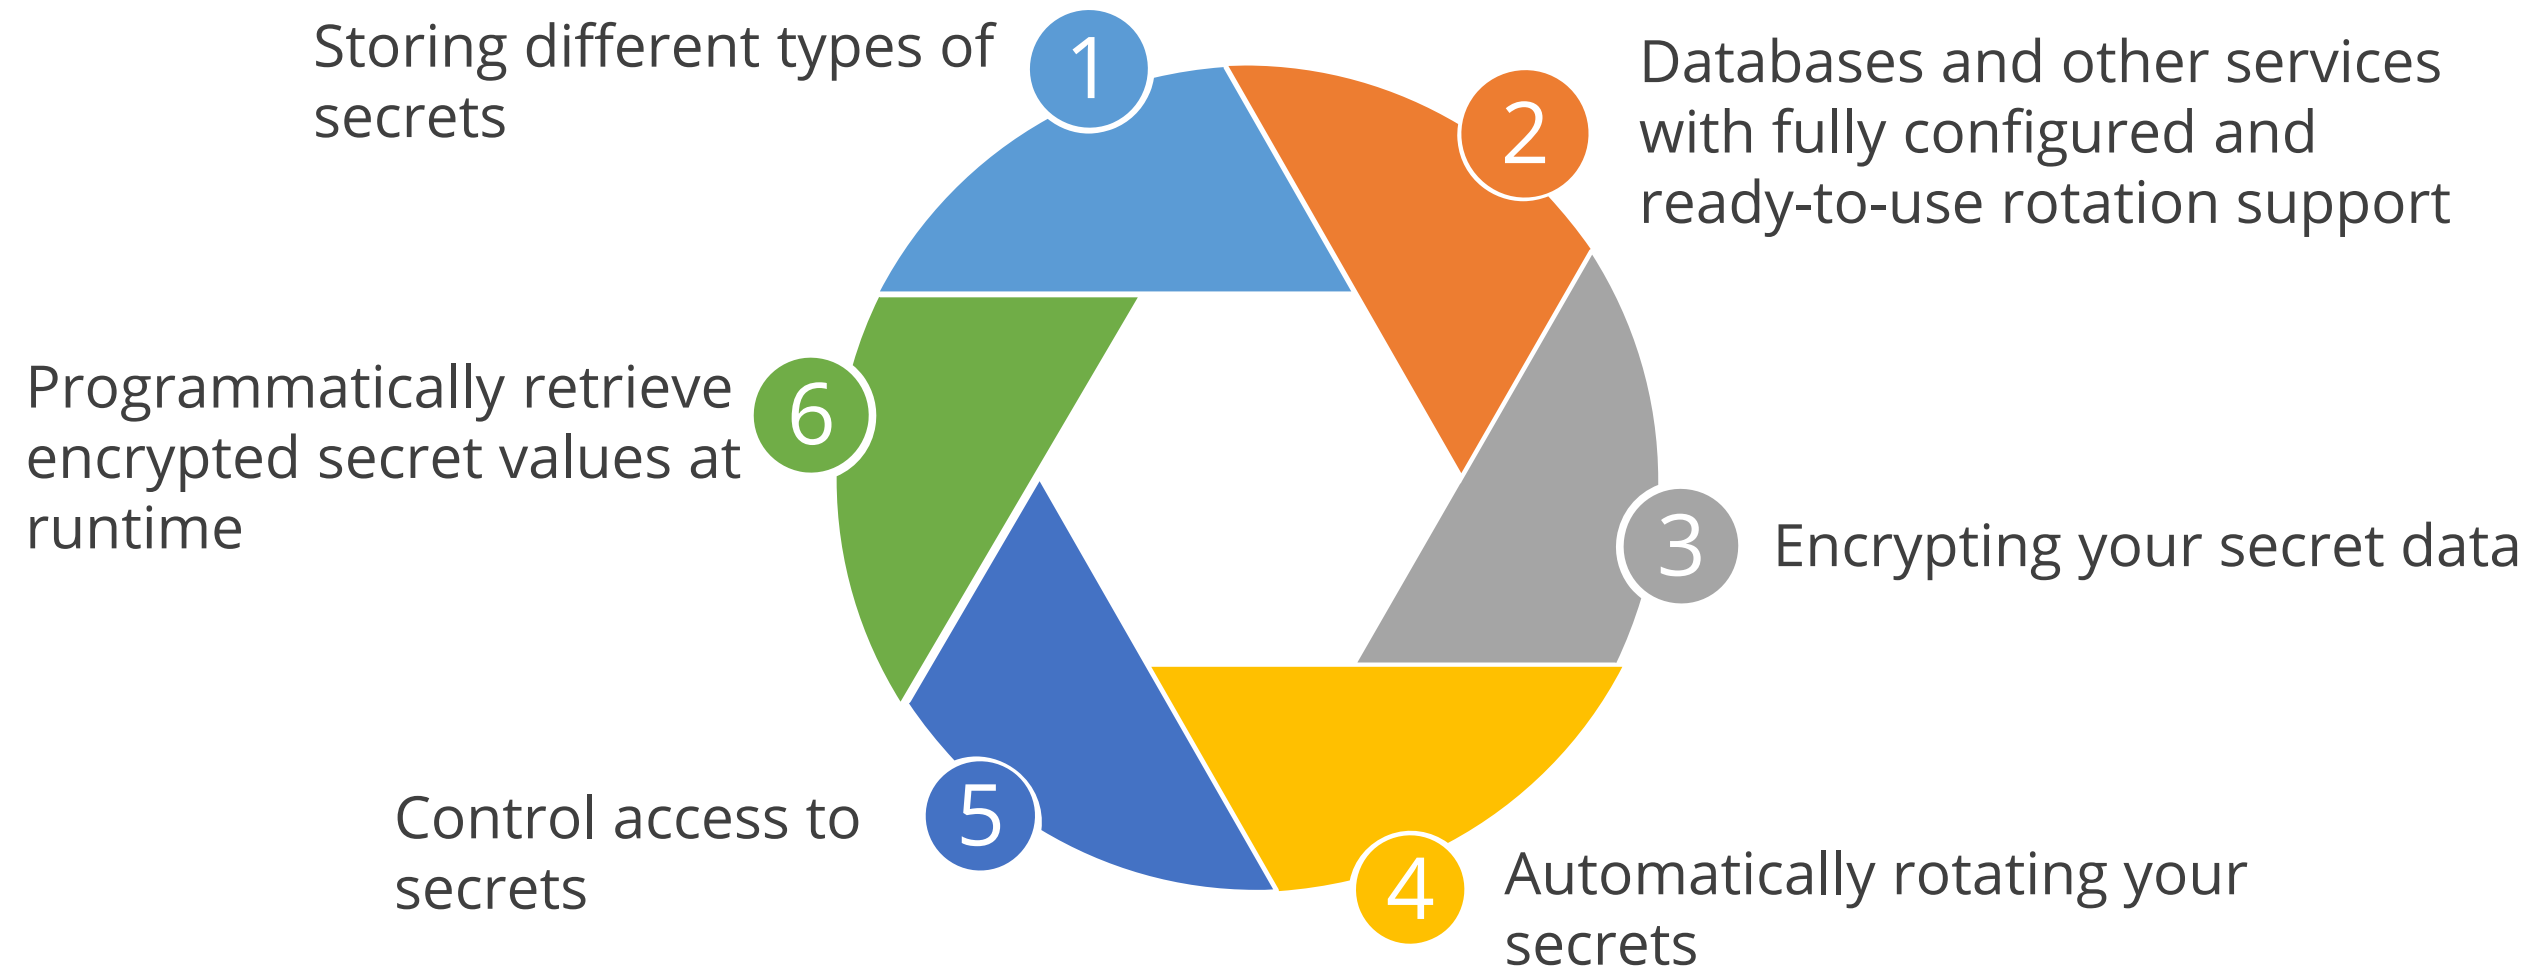 1
Storing different types of
secrets
2
Databases and other services
with fully configured and
ready-to-use rotation support
3
Encrypting your secret data
4
Automatically rotating your
secrets
5
Control access to
secrets
6
Programmatically retrieve
encrypted secret values at
runtime